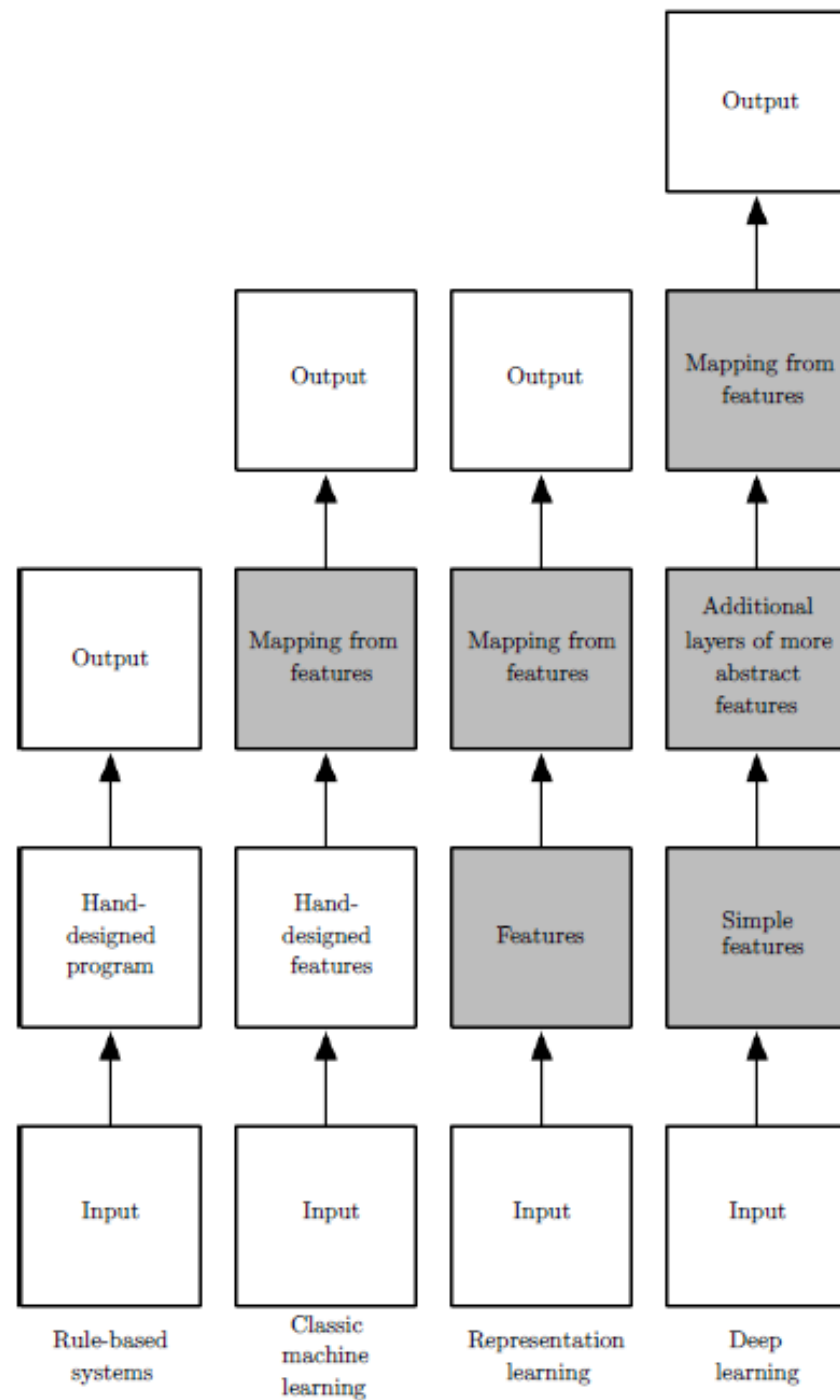 Output
Output
Output
Mapping from
features
Output
Mapping from
features
Mapping from
features
Additional
layers of more
abstract
features
Hand-
designed
program
Hand-
designed
features
Features
Simple
features
Input
Input
Input
Input
Rule-based
systems
Classic
machine
learning
Representation
learning
Deep
learning